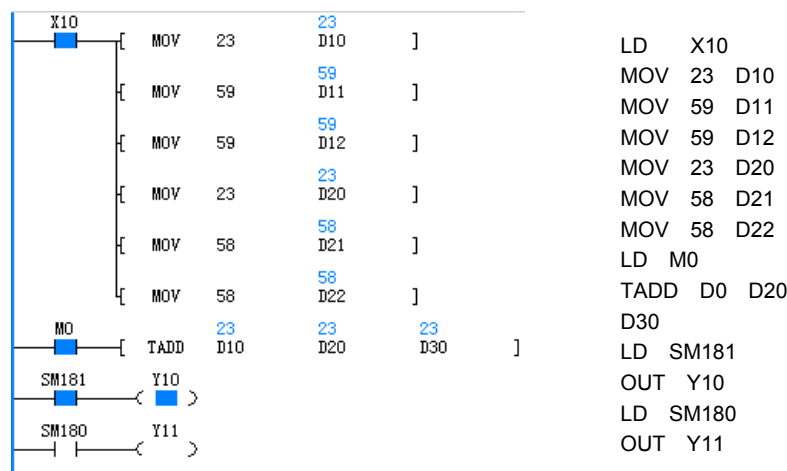 X10 23
[ MOV 23 D10 ]
59
[ MOV 59 D11 ]
59
[ MOV 59 D12 ]
23
[ MOV 23 D20 ]
58
[ MOV 58 D21 ]
58
[ MOV 58 D22 ]
M0 23 23 23
[ TADD D10 D20 D30 ]
SM181 Y10
( )
SM180 Y11
( )
LD X10
MOV 23 D10
MOV 59 D11
MOV 59 D12
MOV 23 D20
MOV 58 D21
MOV 58 D22
LD M0
TADD D0 D20
D30
LD SM181
OUT Y10
LD SM180
OUT Y11